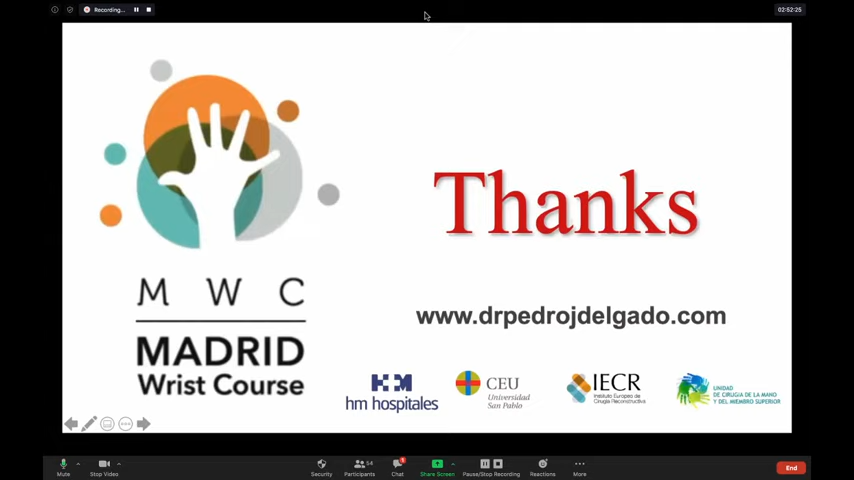 Recording...
02:52:25
Thanks
www.drpedrojdelgado.com
M W C
MADRID
Wrist Course
hm hospitales
CEU
Universidad
San Pablo
IECR
Instituto Europeo de
Cirugía Reconstructiva
UNIDAD
DE CIRUGIA DE LA MANO
Y DEL MIEMBRO SUPERIOR
Mute
Stop Video
Security
Participants
54
Chat
Share Screen
Pause/Stop Recording
Reactions
More
End